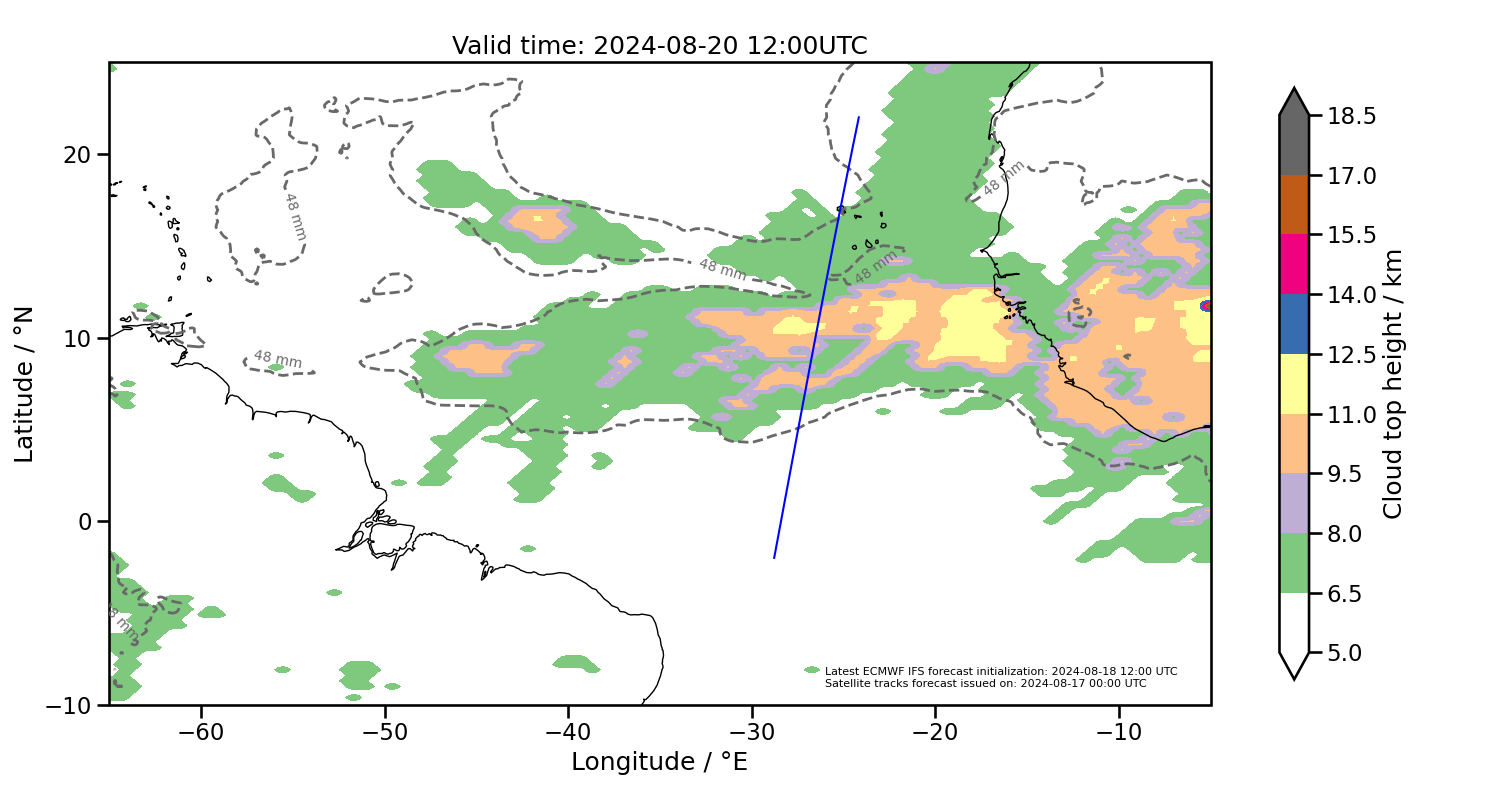 Valid time: 2024-08-20 12:00UTC
Latitude / °N
20
10
0
−10
−60
−50
−40
−30
−20
−10
Longitude / °E
48 mm
48 mm
48 mm
48 mm
48 mm
8 mm
Latest ECMWF IFS forecast initialization: 2024-08-18 12:00 UTC
Satellite tracks forecast issued on: 2024-08-17 00:00 UTC
18.5
17.0
15.5
14.0
12.5
11.0
9.5
8.0
6.5
5.0
Cloud top height / km